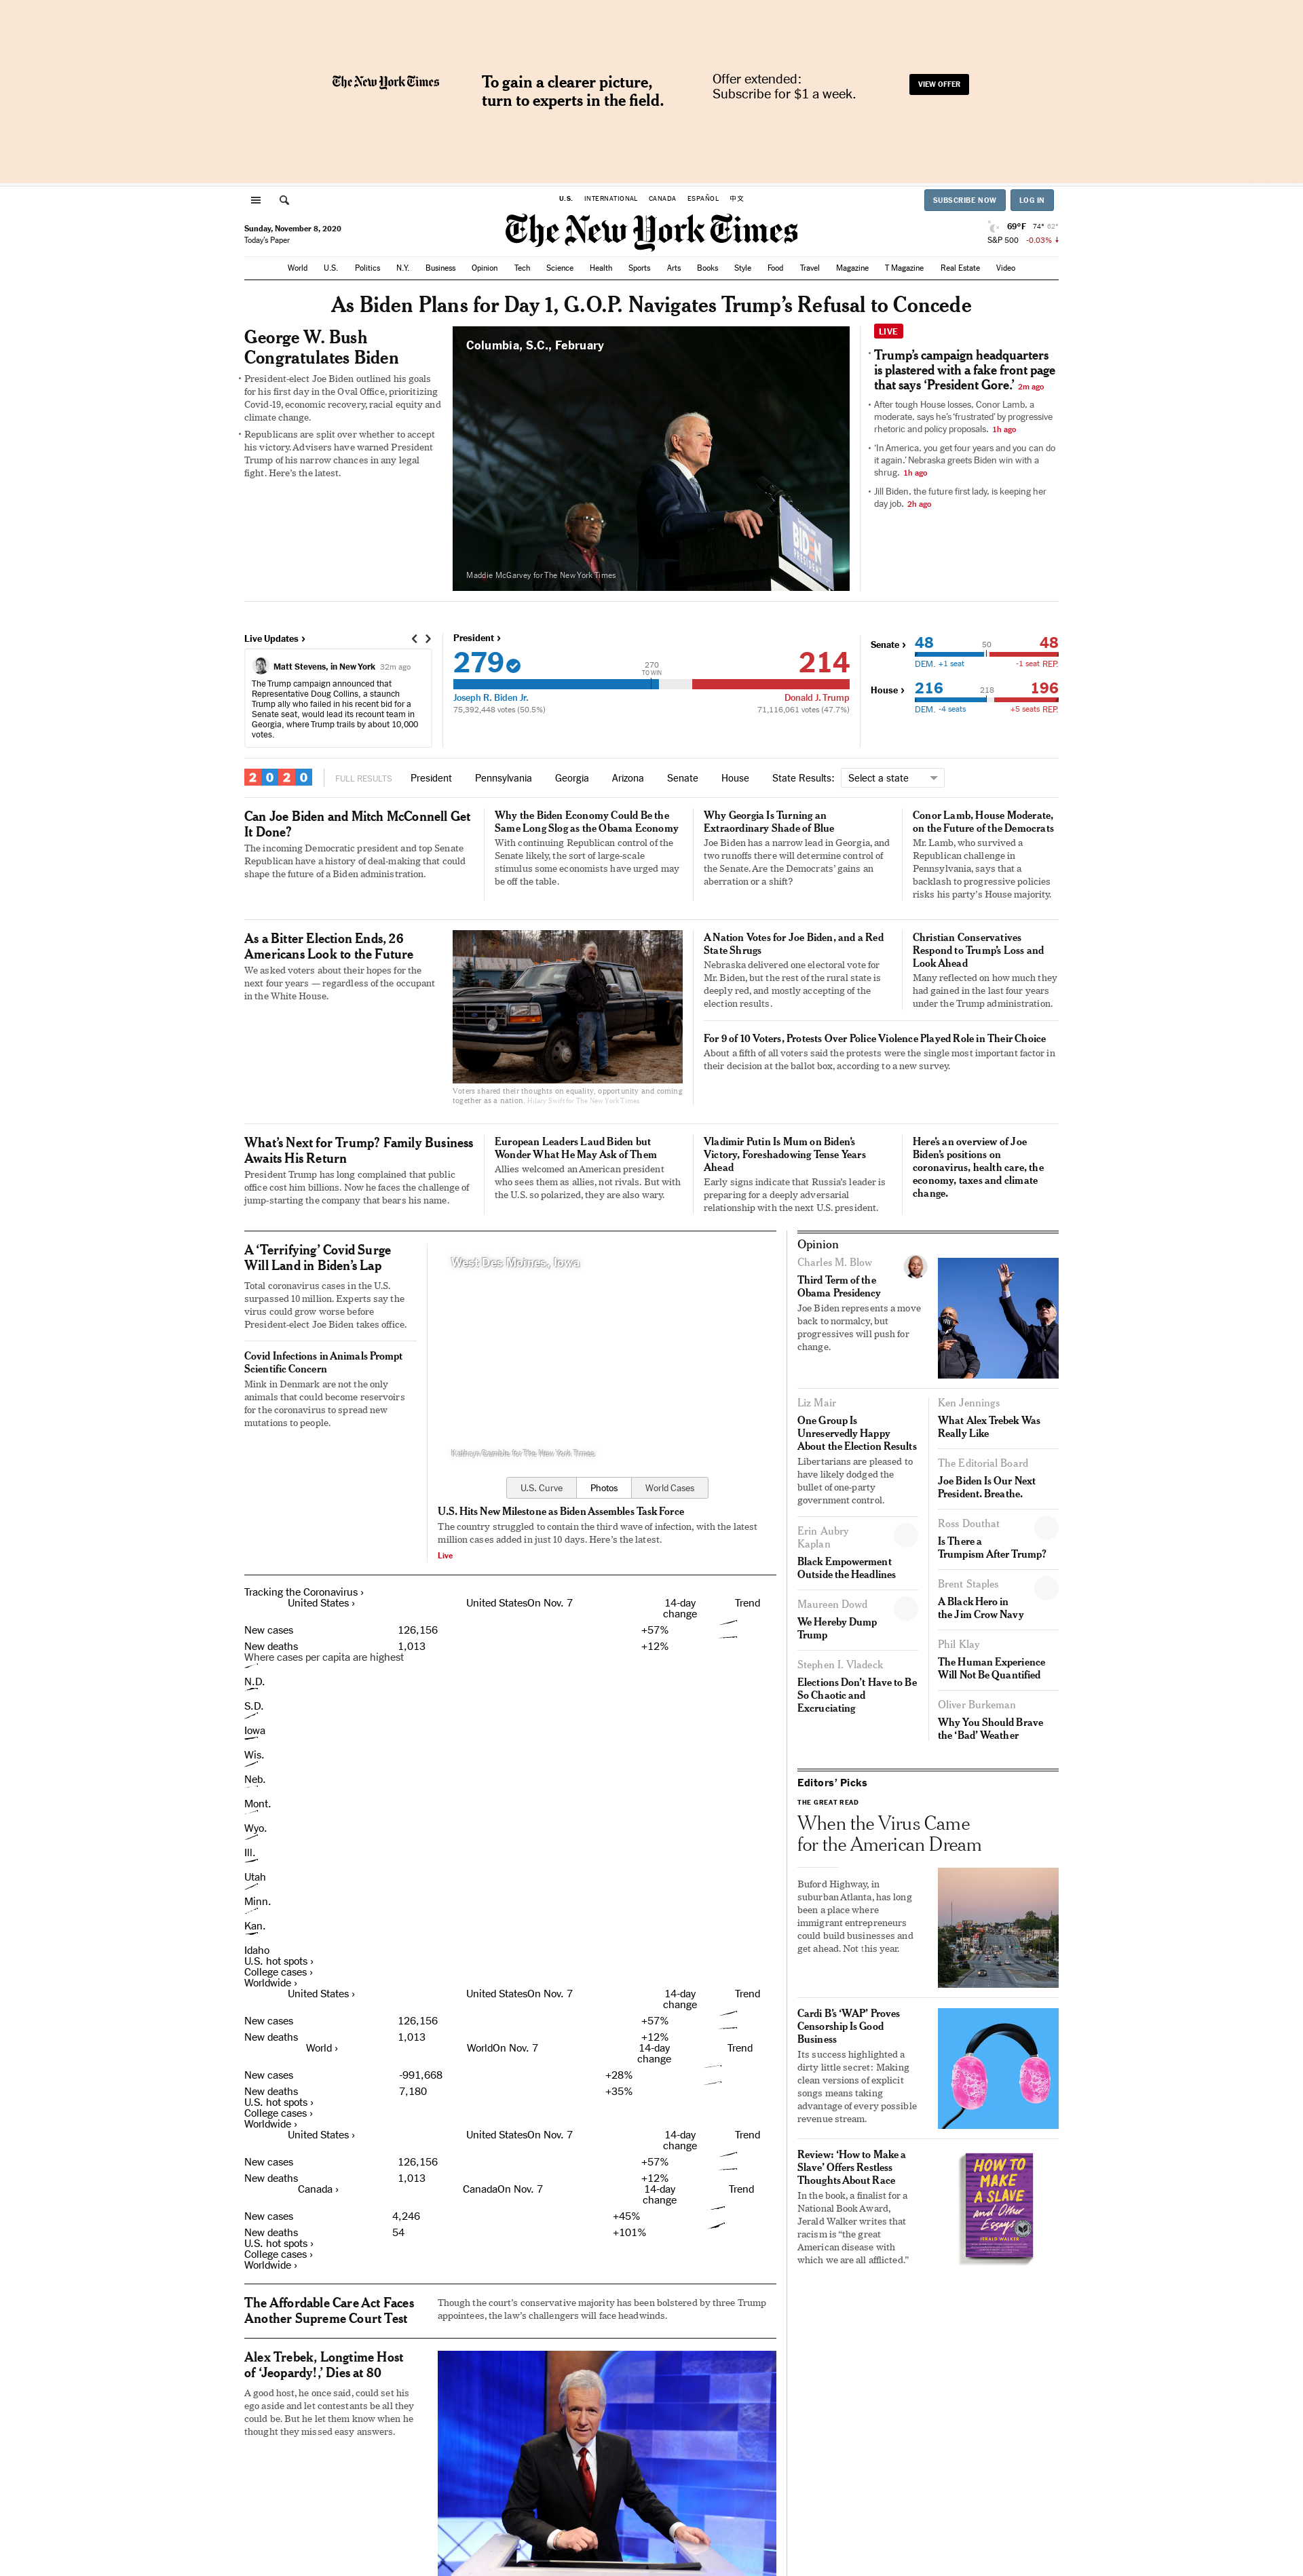 The New York Times
To gain a clearer picture,
turn to experts in the field.
Offer extended:
Subscribe for $1 a week.
VIEW OFFER
U.S. INTERNATIONAL CANADA ESPAÑOL 中文
SUBSCRIBE NOW LOG IN
Sunday, November 8, 2020
Today's Paper
The New York Times
69°F 74° 62°
S&P 500 -0.03%
World U.S. Politics N.Y. Business Opinion Tech Science Health Sports Arts Books Style Food Travel Magazine T Magazine Real Estate Video
As Biden Plans for Day 1, G.O.P. Navigates Trump's Refusal to Concede
George W. Bush
Congratulates Biden
President-elect Joe Biden outlined his goals
for his first day in the Oval Office, prioritizing
Covid-19, economic recovery, racial equity and
climate change.
Republicans are split over whether to accept
his victory. Advisers have warned President
Trump of his narrow chances in any legal
fight. Here's the latest.
Columbia, S.C., February
BIDEN
PRESIDENT
Maddie McGarvey for The New York Times
LIVE
Trump's campaign headquarters
is plastered with a fake front page
that says 'President Gore.' 2m ago
After tough House losses, Conor Lamb, a
moderate, says he's 'frustrated' by progressive
rhetoric and policy proposals. 1h ago
'In America, you get four years and you can do
it again.' Nebraska greets Biden win with a
shrug. 1h ago
Jill Biden, the future first lady, is keeping her
day job. 2h ago
Live Updates ›
Matt Stevens, in New York 32m ago
The Trump campaign announced that
Representative Doug Collins, a staunch
Trump ally who failed in his recent bid for a
Senate seat, would lead its recount team in
Georgia, where Trump trails by about 10,000
votes.
President ›
279 270 214
TO WIN
Joseph R. Biden Jr. Donald J. Trump
75,392,448 votes (50.5%) 71,116,061 votes (47.7%)
Senate › 48 50 48
DEM. +1 seat -1 seat REP.
House › 216 218 196
DEM. -4 seats +5 seats REP.
2020 FULL RESULTS President Pennsylvania Georgia Arizona Senate House State Results: Select a state
Can Joe Biden and Mitch McConnell Get
It Done?
The incoming Democratic president and top Senate
Republican have a history of deal-making that could
shape the future of a Biden administration.
Why the Biden Economy Could Be the
Same Long Slog as the Obama Economy
With continuing Republican control of the
Senate likely, the sort of large-scale
stimulus some economists have urged may
be off the table.
Why Georgia Is Turning an
Extraordinary Shade of Blue
Joe Biden has a narrow lead in Georgia, and
two runoffs there will determine control of
the Senate. Are the Democrats' gains an
aberration or a shift?
Conor Lamb, House Moderate,
on the Future of the Democrats
Mr. Lamb, who survived a
Republican challenge in
Pennsylvania, says that a
backlash to progressive policies
risks his party's House majority.
As a Bitter Election Ends, 26
Americans Look to the Future
We asked voters about their hopes for the
next four years — regardless of the occupant
in the White House.
Voters shared their thoughts on equality, opportunity and coming
together as a nation. Hilary Swift for The New York Times
A Nation Votes for Joe Biden, and a Red
State Shrugs
Nebraska delivered one electoral vote for
Mr. Biden, but the rest of the rural state is
deeply red, and mostly accepting of the
election results.
Christian Conservatives
Respond to Trump's Loss and
Look Ahead
Many reflected on how much they
had gained in the last four years
under the Trump administration.
For 9 of 10 Voters, Protests Over Police Violence Played Role in Their Choice
About a fifth of all voters said the protests were the single most important factor in
their decision at the ballot box, according to a new survey.
What's Next for Trump? Family Business
Awaits His Return
President Trump has long complained that public
office cost him billions. Now he faces the challenge of
jump-starting the company that bears his name.
European Leaders Laud Biden but
Wonder What He May Ask of Them
Allies welcomed an American president
who sees them as allies, not rivals. But with
the U.S. so polarized, they are also wary.
Vladimir Putin Is Mum on Biden's
Victory, Foreshadowing Tense Years
Ahead
Early signs indicate that Russia's leader is
preparing for a deeply adversarial
relationship with the next U.S. president.
Here's an overview of Joe
Biden's positions on
coronavirus, health care, the
economy, taxes and climate
change.
A 'Terrifying' Covid Surge
Will Land in Biden's Lap
Total coronavirus cases in the U.S.
surpassed 10 million. Experts say the
virus could grow worse before
President-elect Joe Biden takes office.
Covid Infections in Animals Prompt
Scientific Concern
Mink in Denmark are not the only
animals that could become reservoirs
for the coronavirus to spread new
mutations to people.
West Des Moines, Iowa
Kathryn Gamble for The New York Times
U.S. Curve Photos World Cases
U.S. Hits New Milestone as Biden Assembles Task Force
The country struggled to contain the third wave of infection, with the latest
million cases added in just 10 days. Here's the latest.
Live
Tracking the Coronavirus ›
United States › United StatesOn Nov. 7 14-day change Trend
New cases 126,156 +57%
New deaths 1,013 +12%
Where cases per capita are highest
N.D.
S.D.
Iowa
Wis.
Neb.
Mont.
Wyo.
Ill.
Utah
Minn.
Kan.
Idaho
U.S. hot spots ›
College cases ›
Worldwide ›
United States › United StatesOn Nov. 7 14-day change Trend
New cases 126,156 +57%
New deaths 1,013 +12%
World › WorldOn Nov. 7 14-day change Trend
New cases -991,668 +28%
New deaths 7,180 +35%
U.S. hot spots ›
College cases ›
Worldwide ›
United States › United StatesOn Nov. 7 14-day change Trend
New cases 126,156 +57%
New deaths 1,013 +12%
Canada › CanadaOn Nov. 7 14-day change Trend
New cases 4,246 +45%
New deaths 54 +101%
U.S. hot spots ›
College cases ›
Worldwide ›
The Affordable Care Act Faces
Another Supreme Court Test
Though the court's conservative majority has been bolstered by three Trump
appointees, the law's challengers will face headwinds.
Alex Trebek, Longtime Host
of 'Jeopardy!,' Dies at 80
A good host, he once said, could set his
ego aside and let contestants be all they
could be. But he let them know when he
thought they missed easy answers.
Opinion
Charles M. Blow
Third Term of the
Obama Presidency
Joe Biden represents a move
back to normalcy, but
progressives will push for
change.
Liz Mair
One Group Is
Unreservedly Happy
About the Election Results
Libertarians are pleased to
have likely dodged the
bullet of one-party
government control.
Erin Aubry
Kaplan
Black Empowerment
Outside the Headlines
Maureen Dowd
We Hereby Dump
Trump
Stephen I. Vladeck
Elections Don't Have to Be
So Chaotic and
Excruciating
Ken Jennings
What Alex Trebek Was
Really Like
The Editorial Board
Joe Biden Is Our Next
President. Breathe.
Ross Douthat
Is There a
Trumpism After Trump?
Brent Staples
A Black Hero in
the Jim Crow Navy
Phil Klay
The Human Experience
Will Not Be Quantified
Oliver Burkeman
Why You Should Brave
the 'Bad' Weather
Editors' Picks
THE GREAT READ
When the Virus Came
for the American Dream
Buford Highway, in
suburban Atlanta, has long
been a place where
immigrant entrepreneurs
could build businesses and
get ahead. Not this year.
Cardi B's 'WAP' Proves
Censorship Is Good
Business
Its success highlighted a
dirty little secret: Making
clean versions of explicit
songs means taking
advantage of every possible
revenue stream.
Review: 'How to Make a
Slave' Offers Restless
Thoughts About Race
In the book, a finalist for a
National Book Award,
Jerald Walker writes that
racism is "the great
American disease with
which we are all afflicted."
HOW TO
MAKE
A SLAVE
and Other
Essays
JERALD WALKER